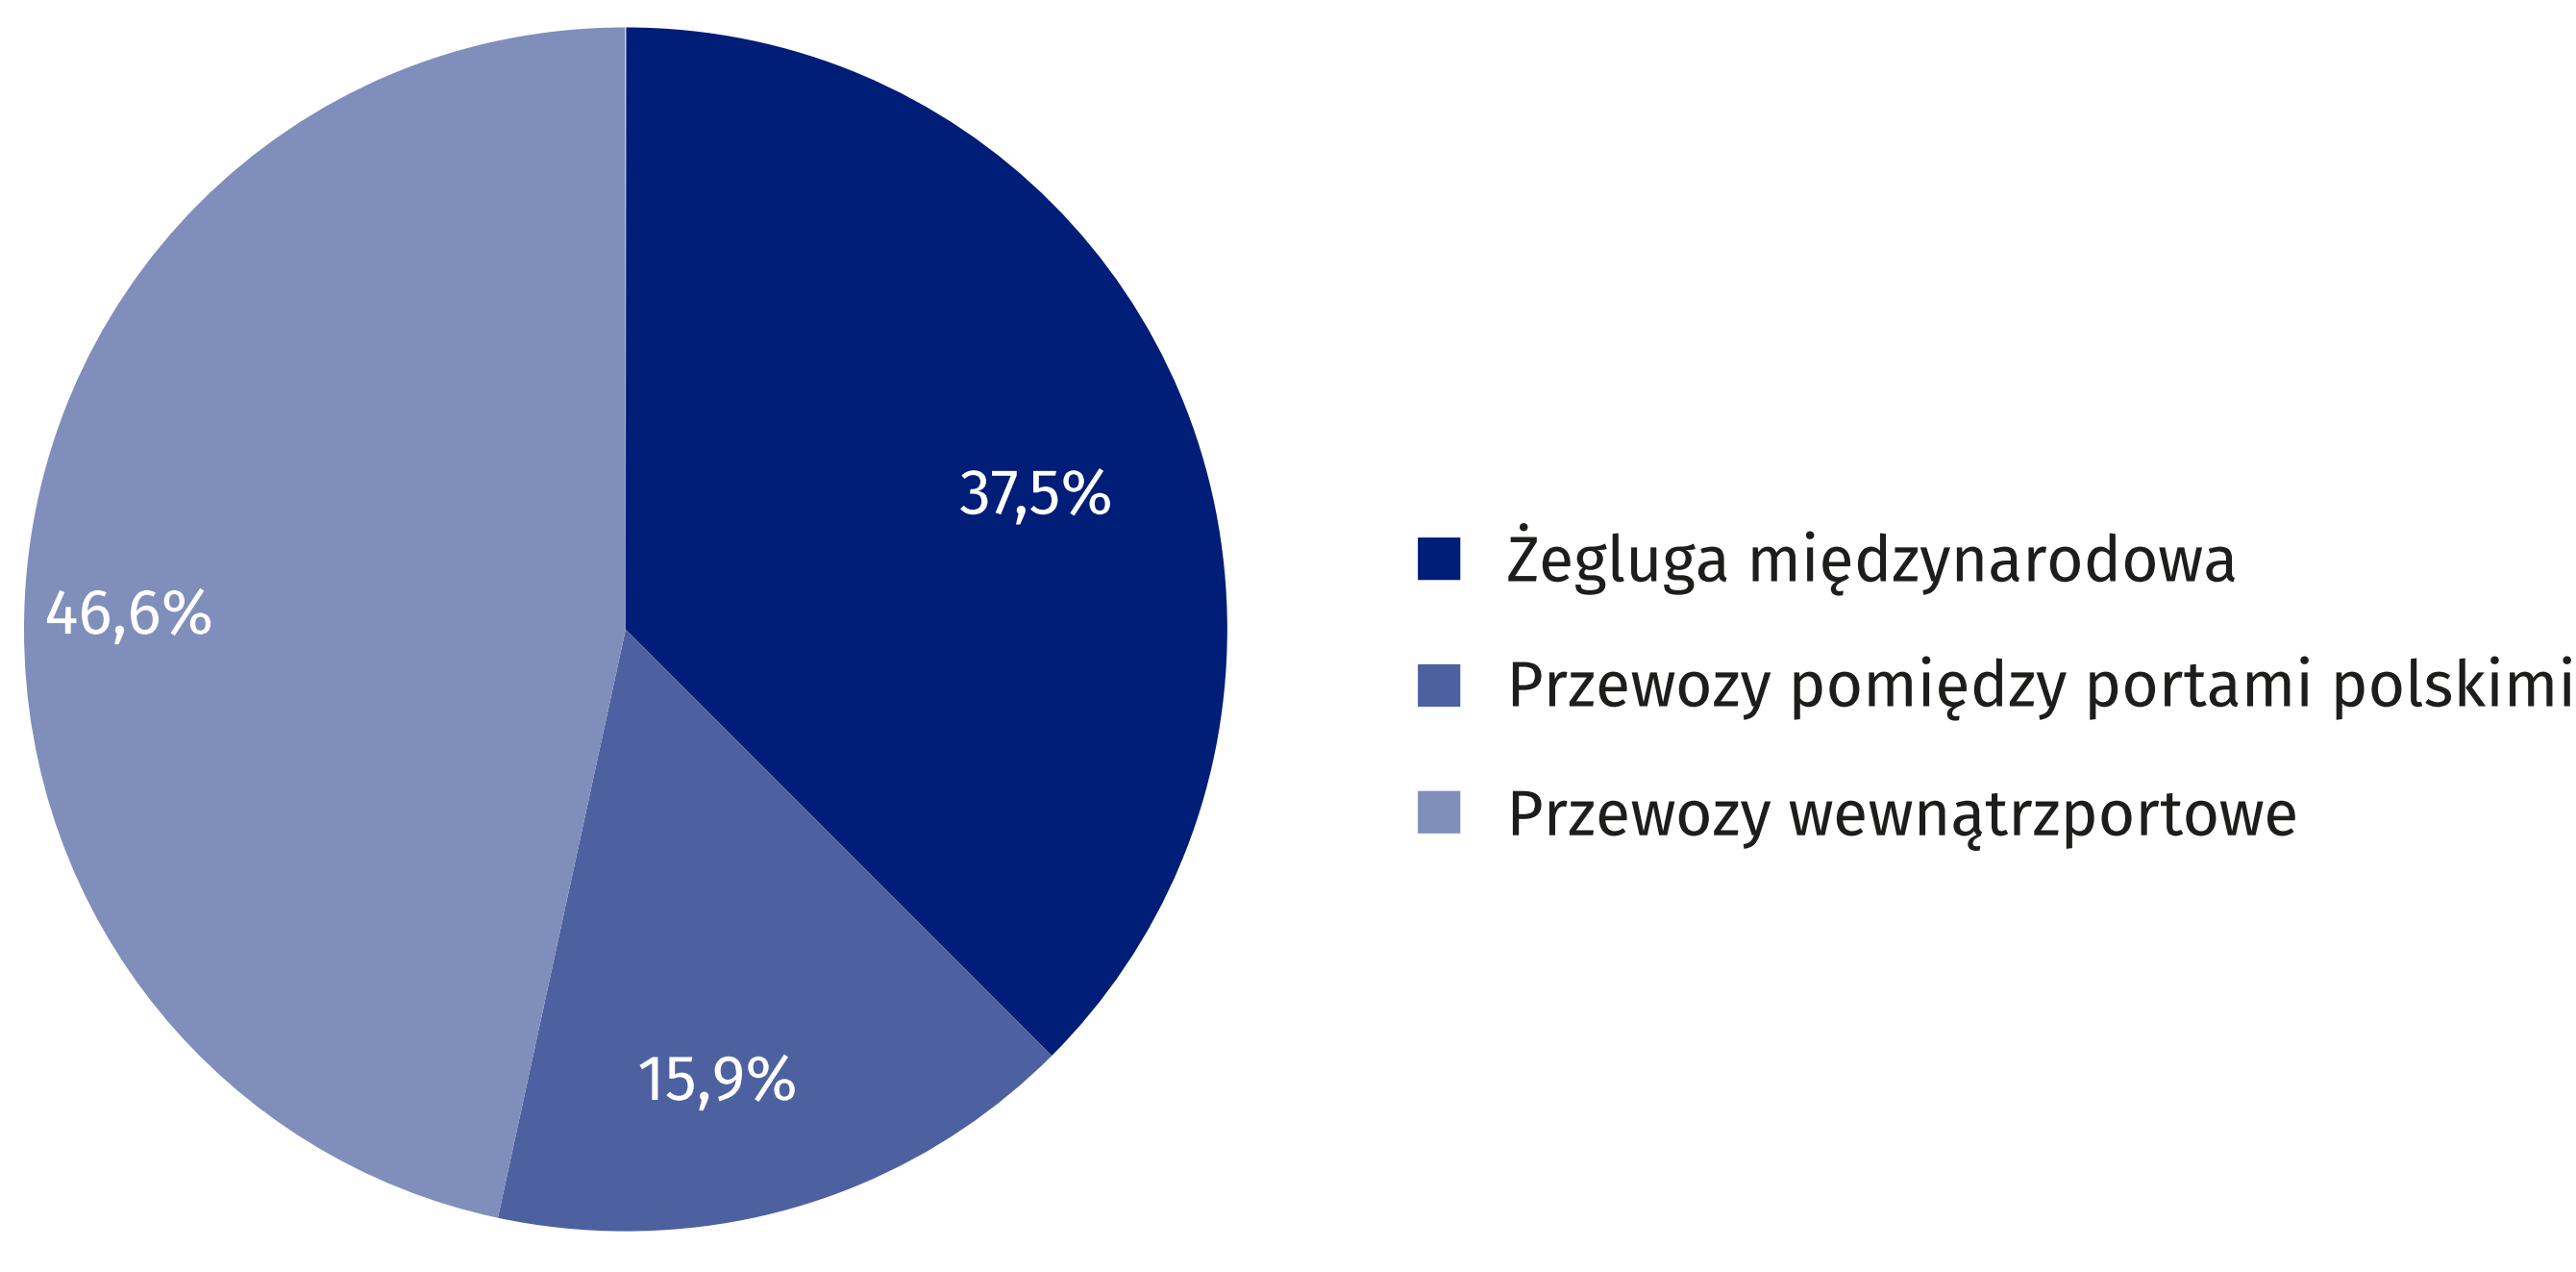 37,5%
46,6%
15,9%
Żegluga międzynarodowa
Przewozy pomiędzy portami polskimi
Przewozy wewnątrzportowe